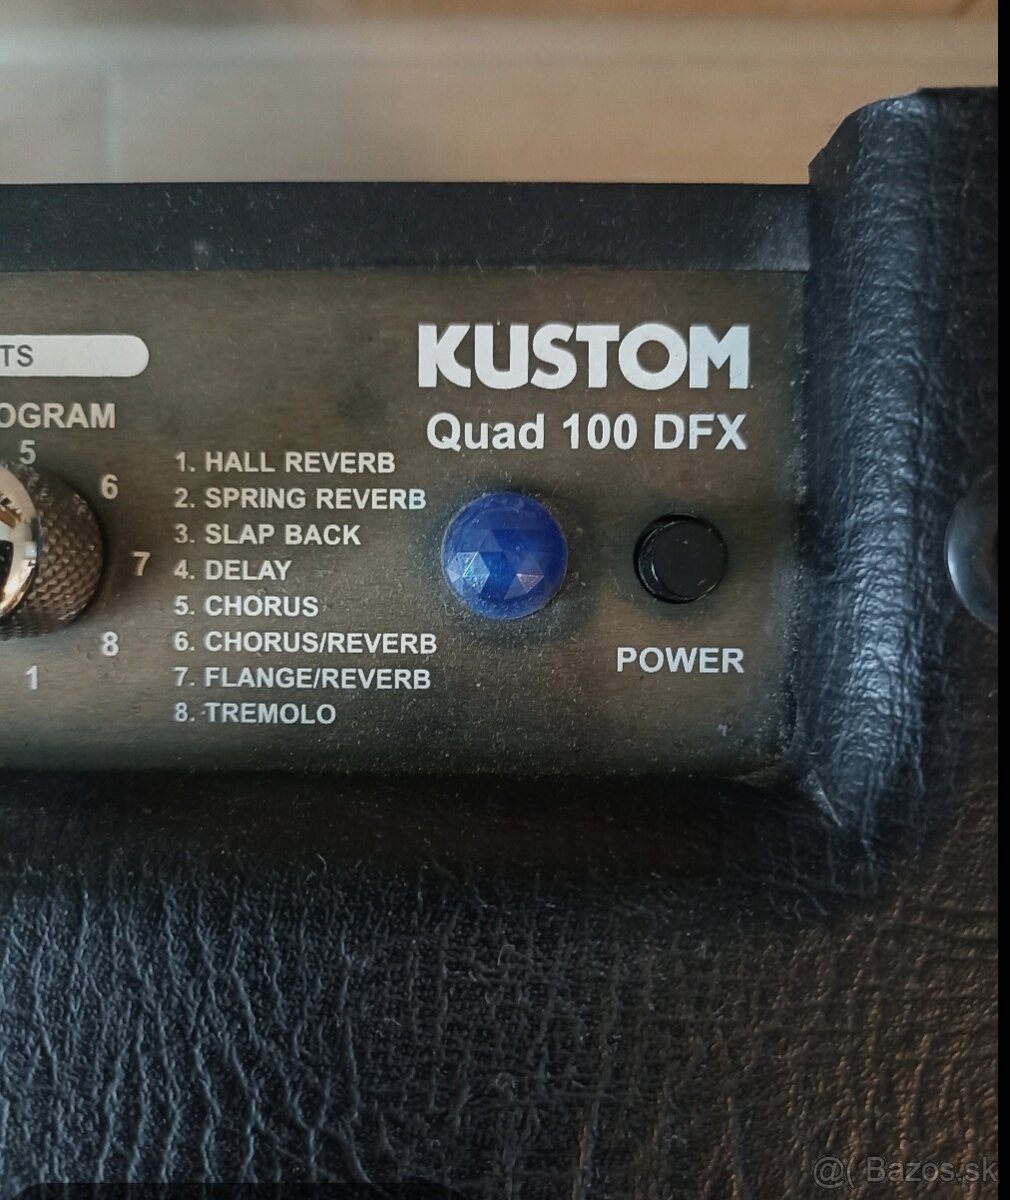 TS
KUSTOM
Quad 100 DFX
OGRAM
5
6
7
8
1
1. HALL REVERB
2. SPRING REVERB
3. SLAP BACK
4. DELAY
5. CHORUS
6. CHORUS/REVERB
7. FLANGE/REVERB
8. TREMOLO
POWER
@( Bazos.sk